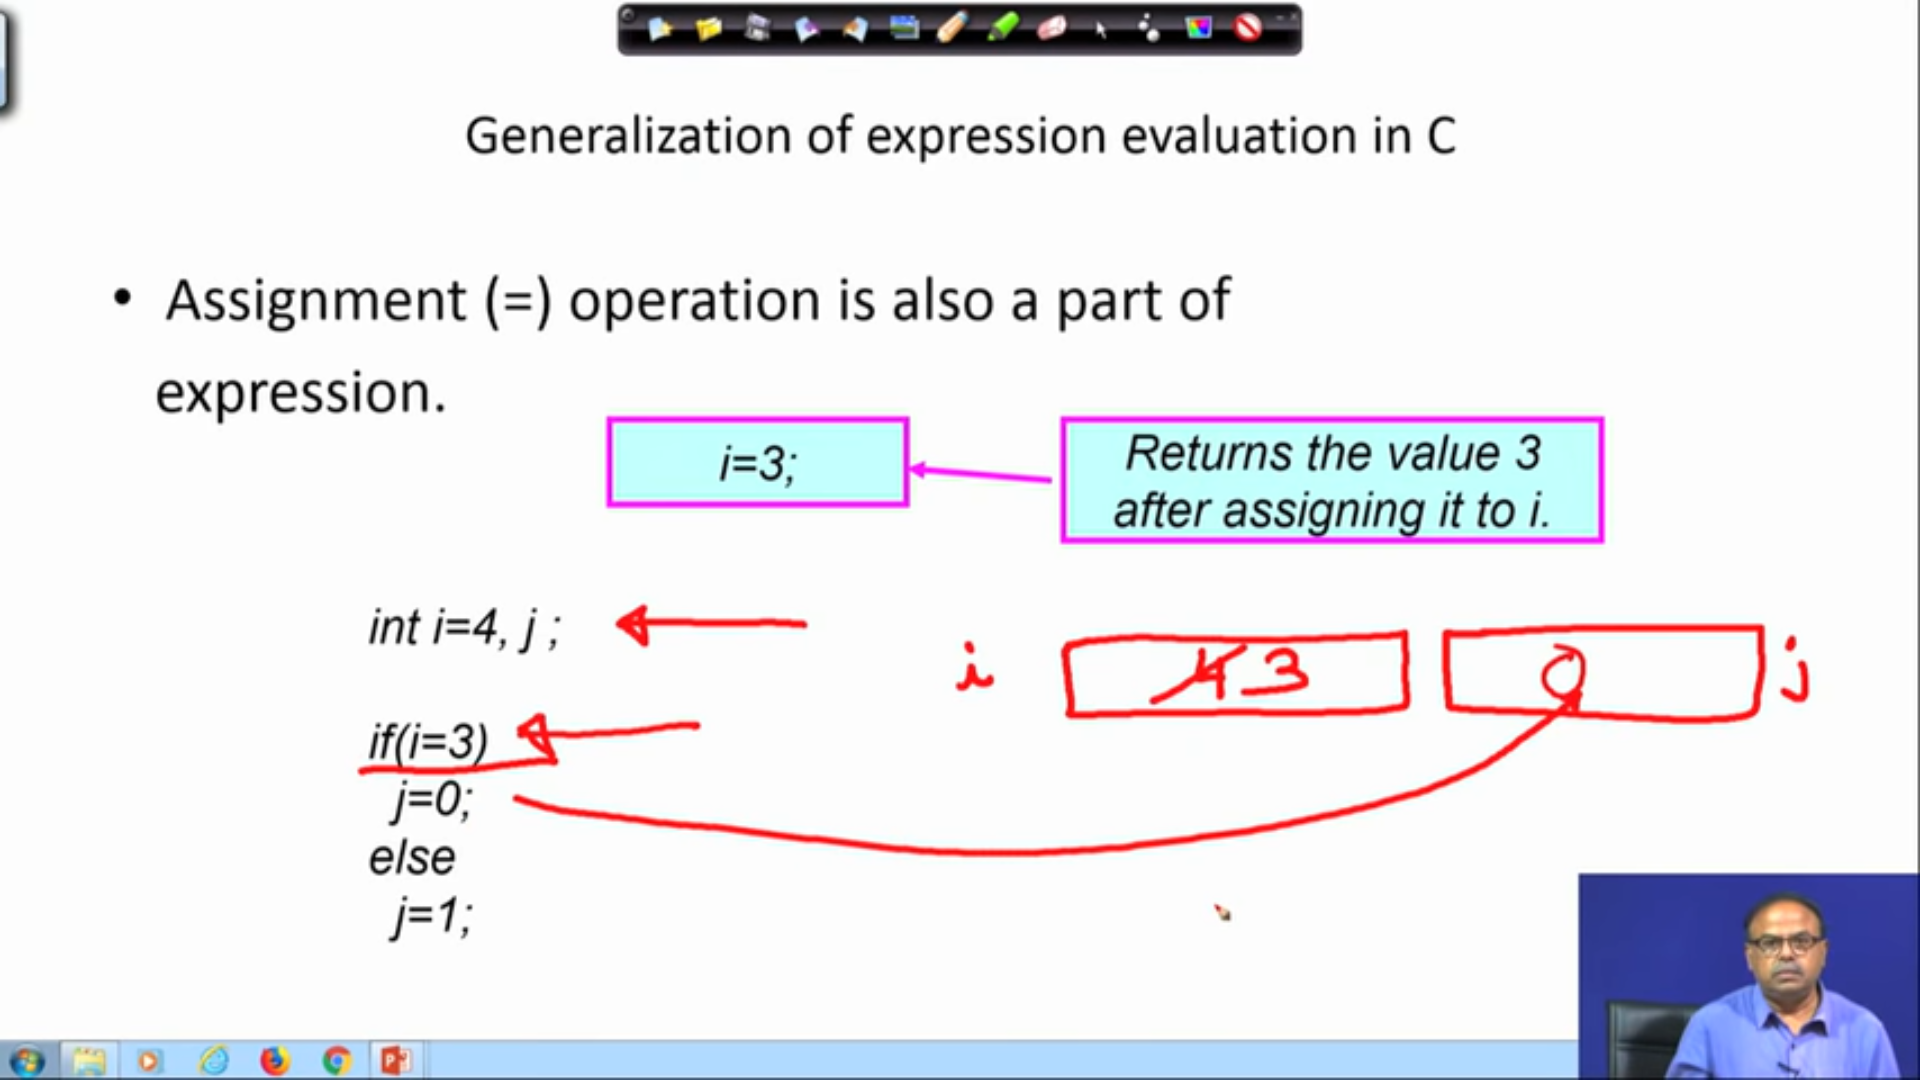 Generalization of expression evaluation in C
• Assignment (=) operation is also a part of
expression.
i=3;
Returns the value 3
after assigning it to i.
int i=4, j ;
i 4 3 0 j
if(i=3)
j=0;
else
j=1;